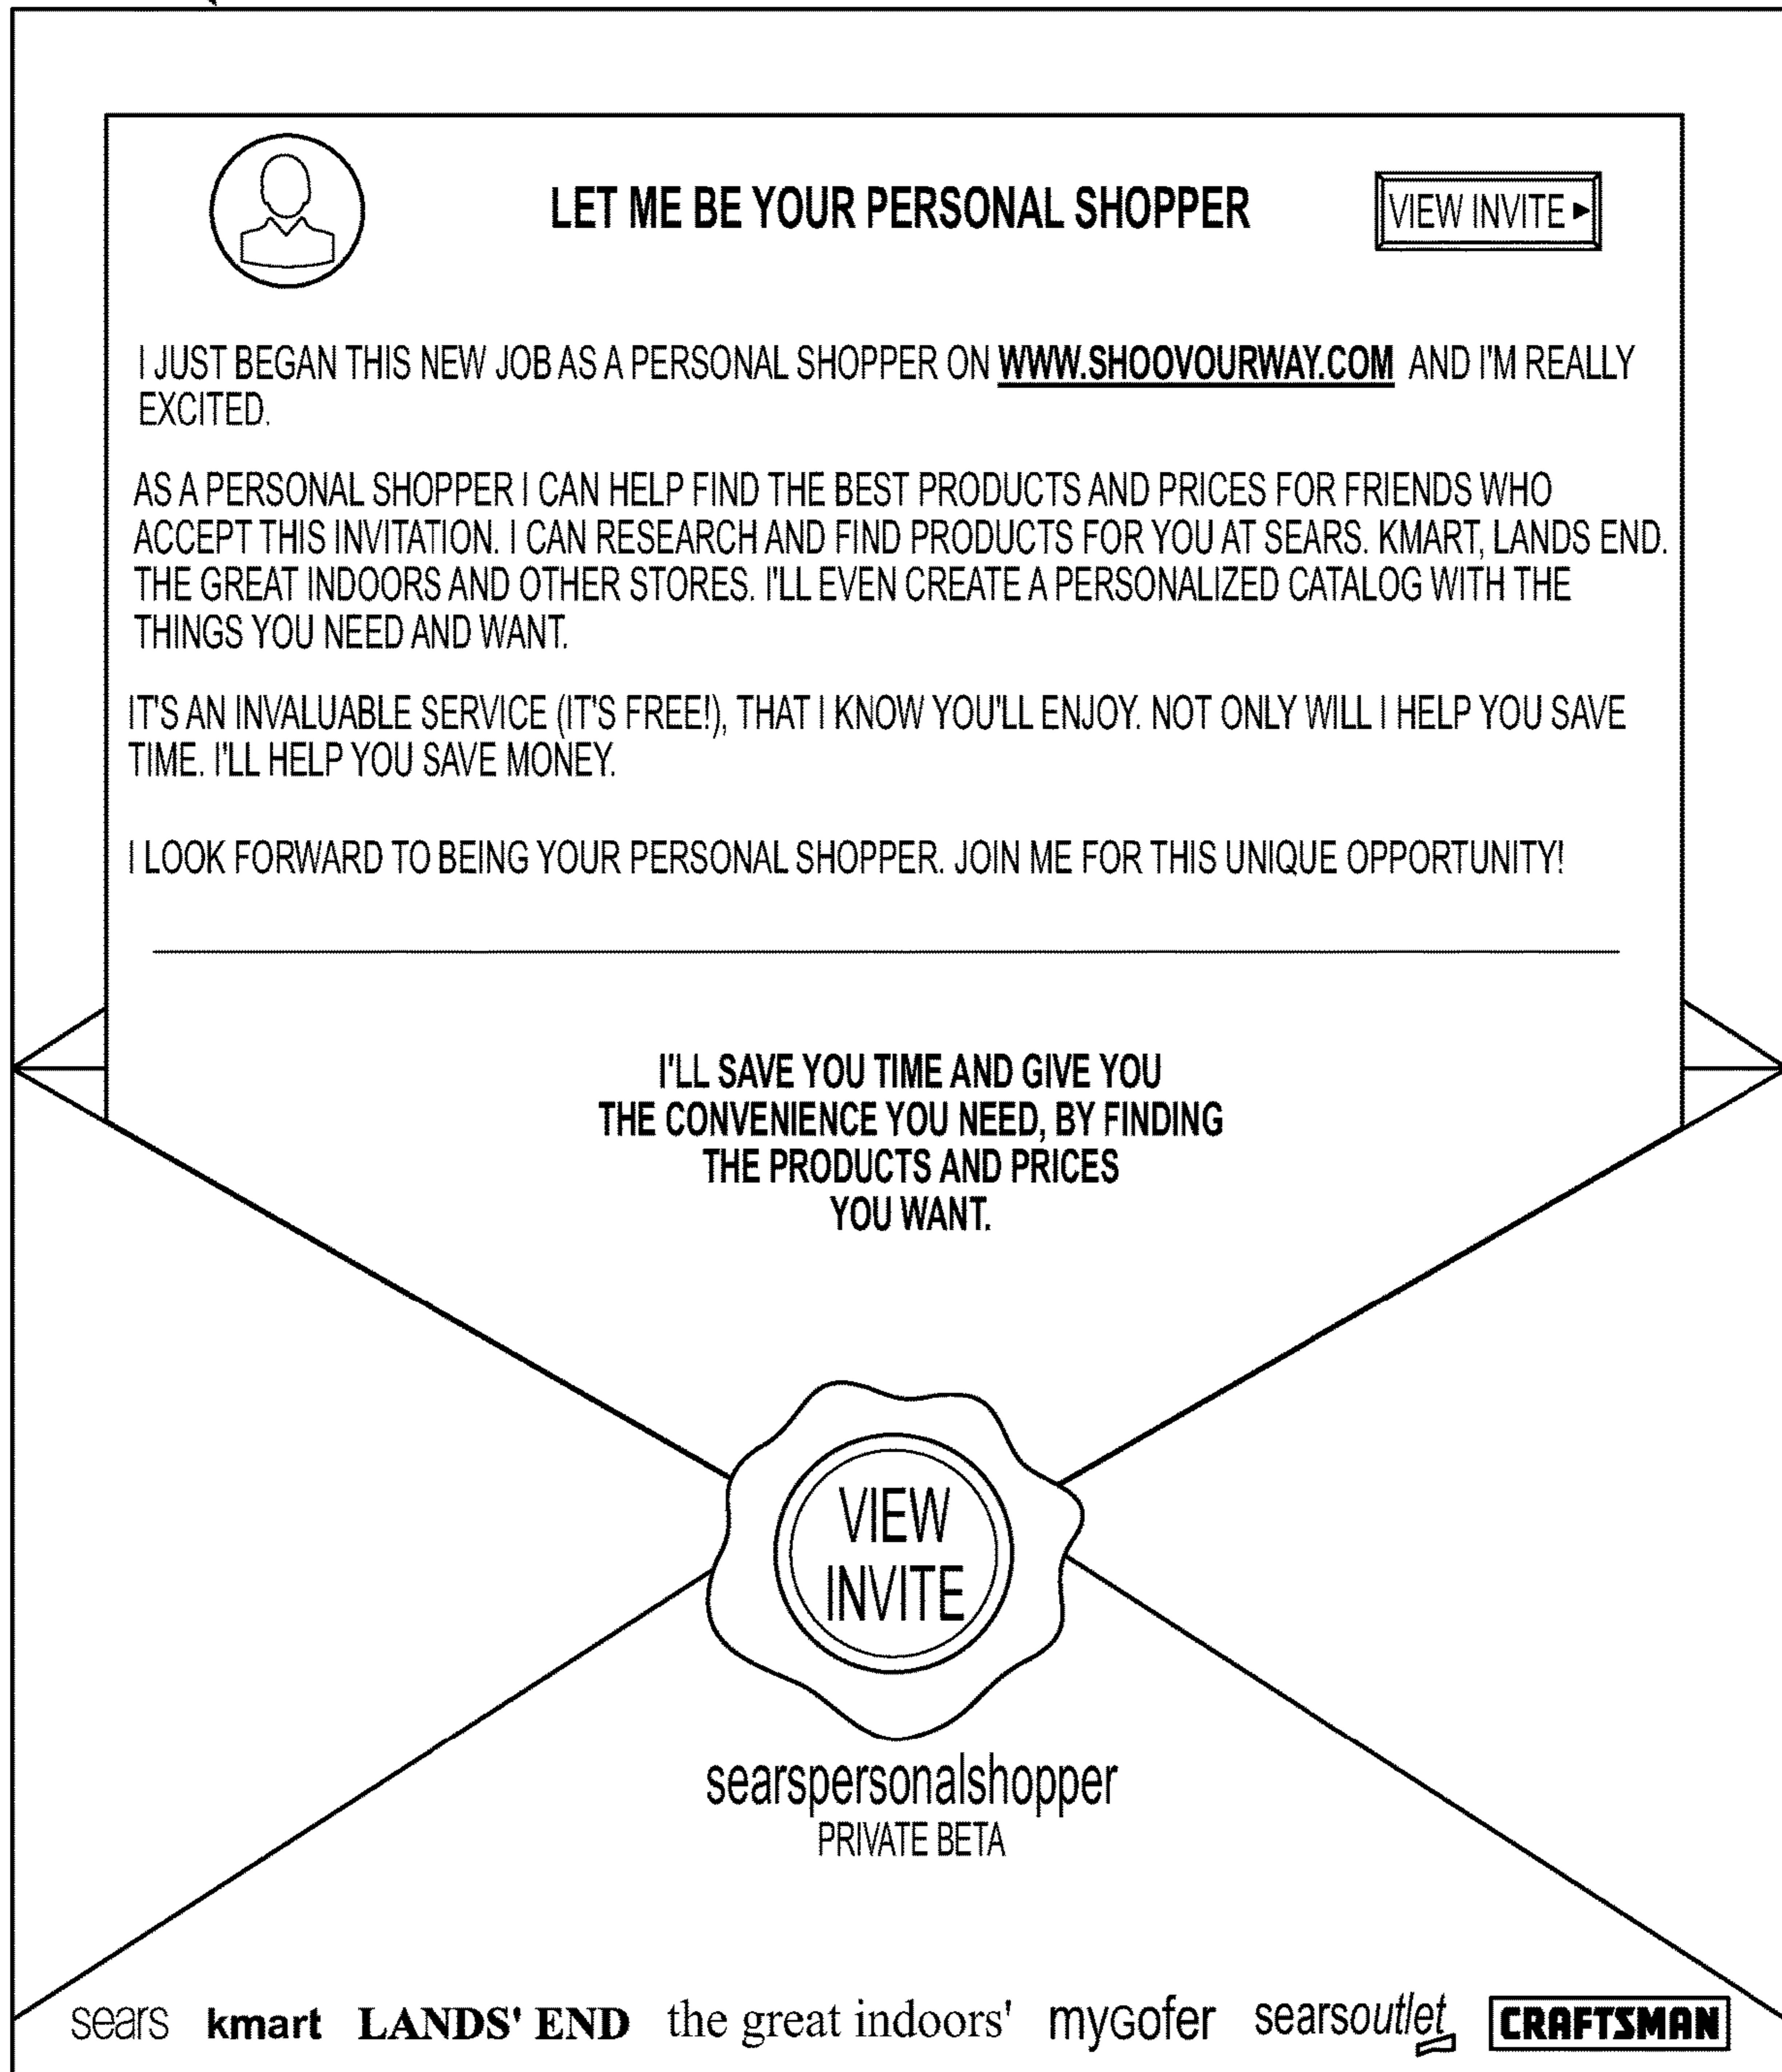 LET ME BE YOUR PERSONAL SHOPPER
VIEW INVITE ►
I JUST BEGAN THIS NEW JOB AS A PERSONAL SHOPPER ON WWW.SHOOVOURWAY.COM AND I'M REALLY
EXCITED.
AS A PERSONAL SHOPPER I CAN HELP FIND THE BEST PRODUCTS AND PRICES FOR FRIENDS WHO
ACCEPT THIS INVITATION. I CAN RESEARCH AND FIND PRODUCTS FOR YOU AT SEARS. KMART, LANDS END.
THE GREAT INDOORS AND OTHER STORES. I'LL EVEN CREATE A PERSONALIZED CATALOG WITH THE
THINGS YOU NEED AND WANT.
IT'S AN INVALUABLE SERVICE (IT'S FREE!), THAT I KNOW YOU'LL ENJOY. NOT ONLY WILL I HELP YOU SAVE
TIME. I'LL HELP YOU SAVE MONEY.
I LOOK FORWARD TO BEING YOUR PERSONAL SHOPPER. JOIN ME FOR THIS UNIQUE OPPORTUNITY!
I'LL SAVE YOU TIME AND GIVE YOU
THE CONVENIENCE YOU NEED, BY FINDING
THE PRODUCTS AND PRICES
YOU WANT.
VIEW
INVITE
searspersonalshopper
PRIVATE BETA
sears kmart LANDS' END the great indoors' myGofer searsoutlet CRAFTSMAN